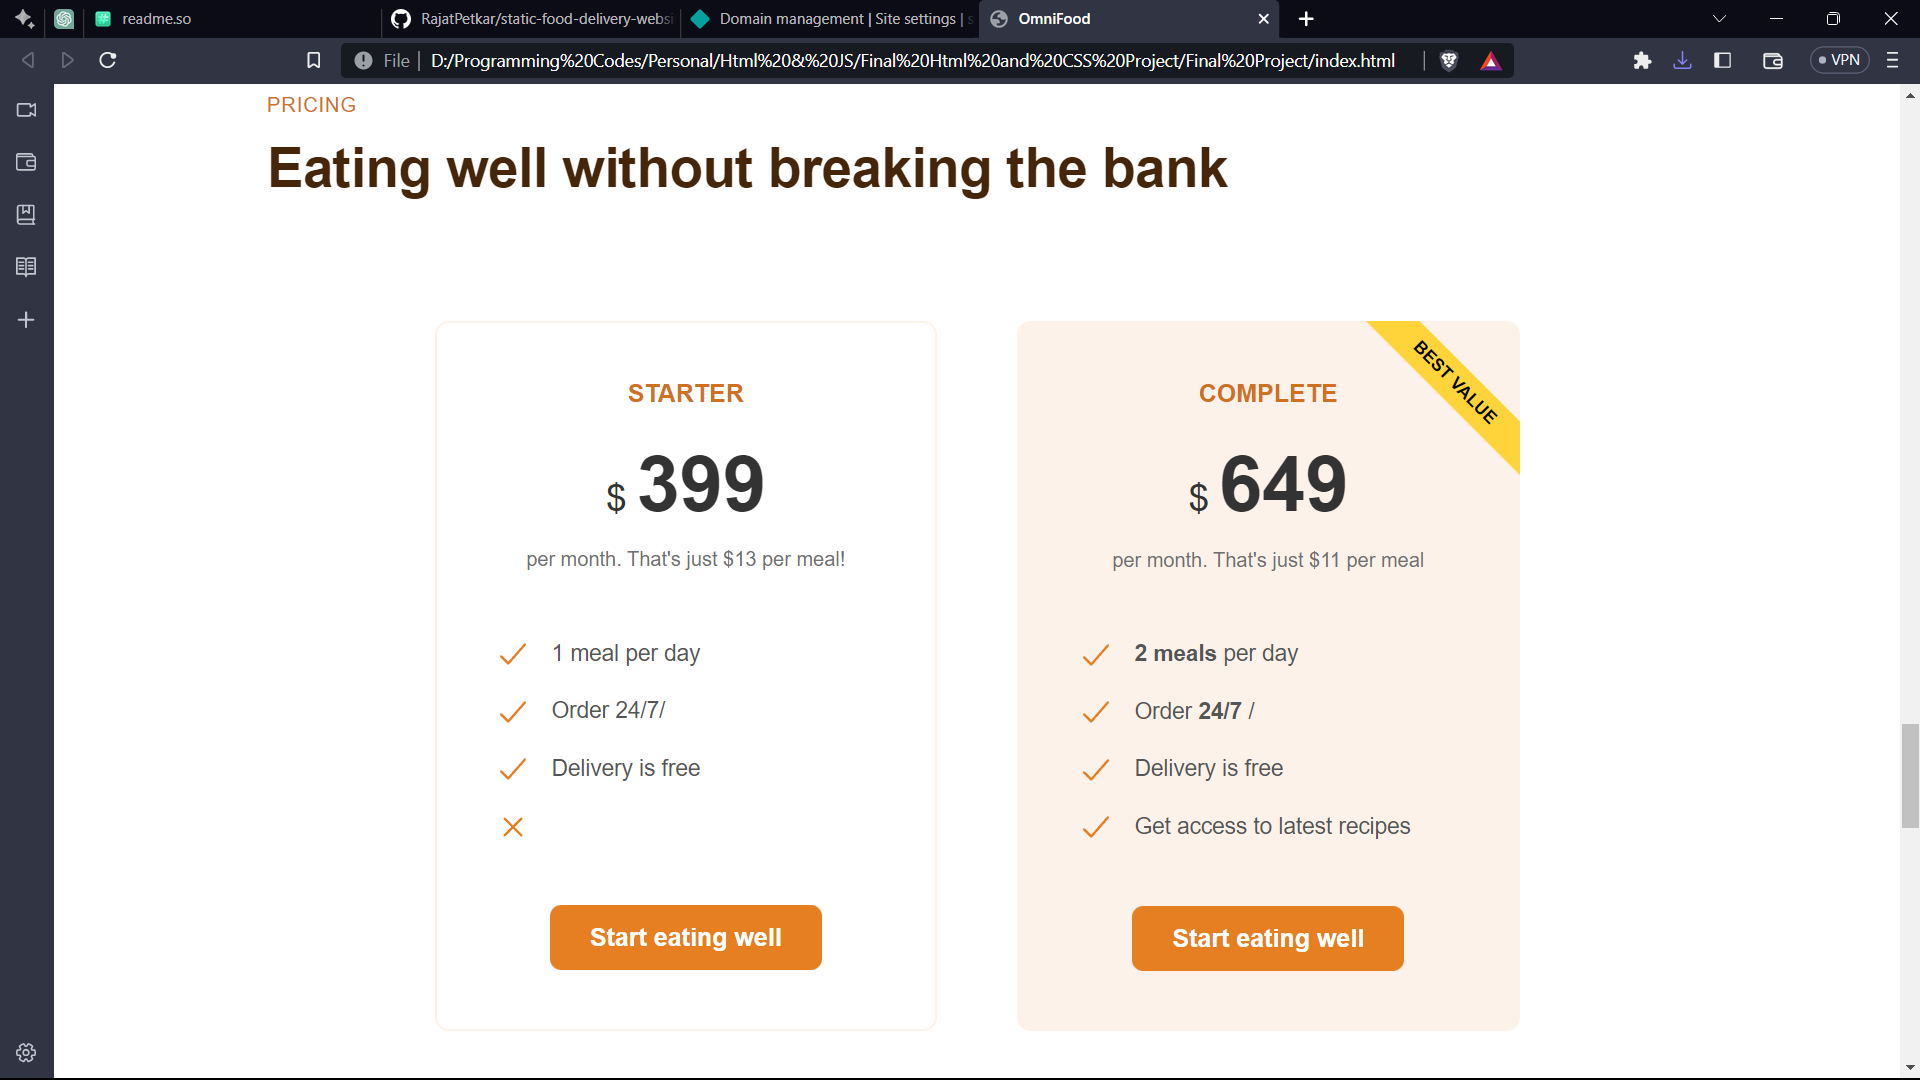 readme.so
RajatPetkar/static-food-delivery-websi
Domain management | Site settings | s
OmniFood
File
D:/Programming%20Codes/Personal/Html%20&%20JS/Final%20Html%20and%20CSS%20Project/Final%20Project/index.html
VPN
PRICING
Eating well without breaking the bank
STARTER
$ 399
per month. That's just $13 per meal!
1 meal per day
Order 24/7/
Delivery is free
Start eating well
BEST VALUE
COMPLETE
$ 649
per month. That's just $11 per meal
2 meals per day
Order 24/7 /
Delivery is free
Get access to latest recipes
Start eating well